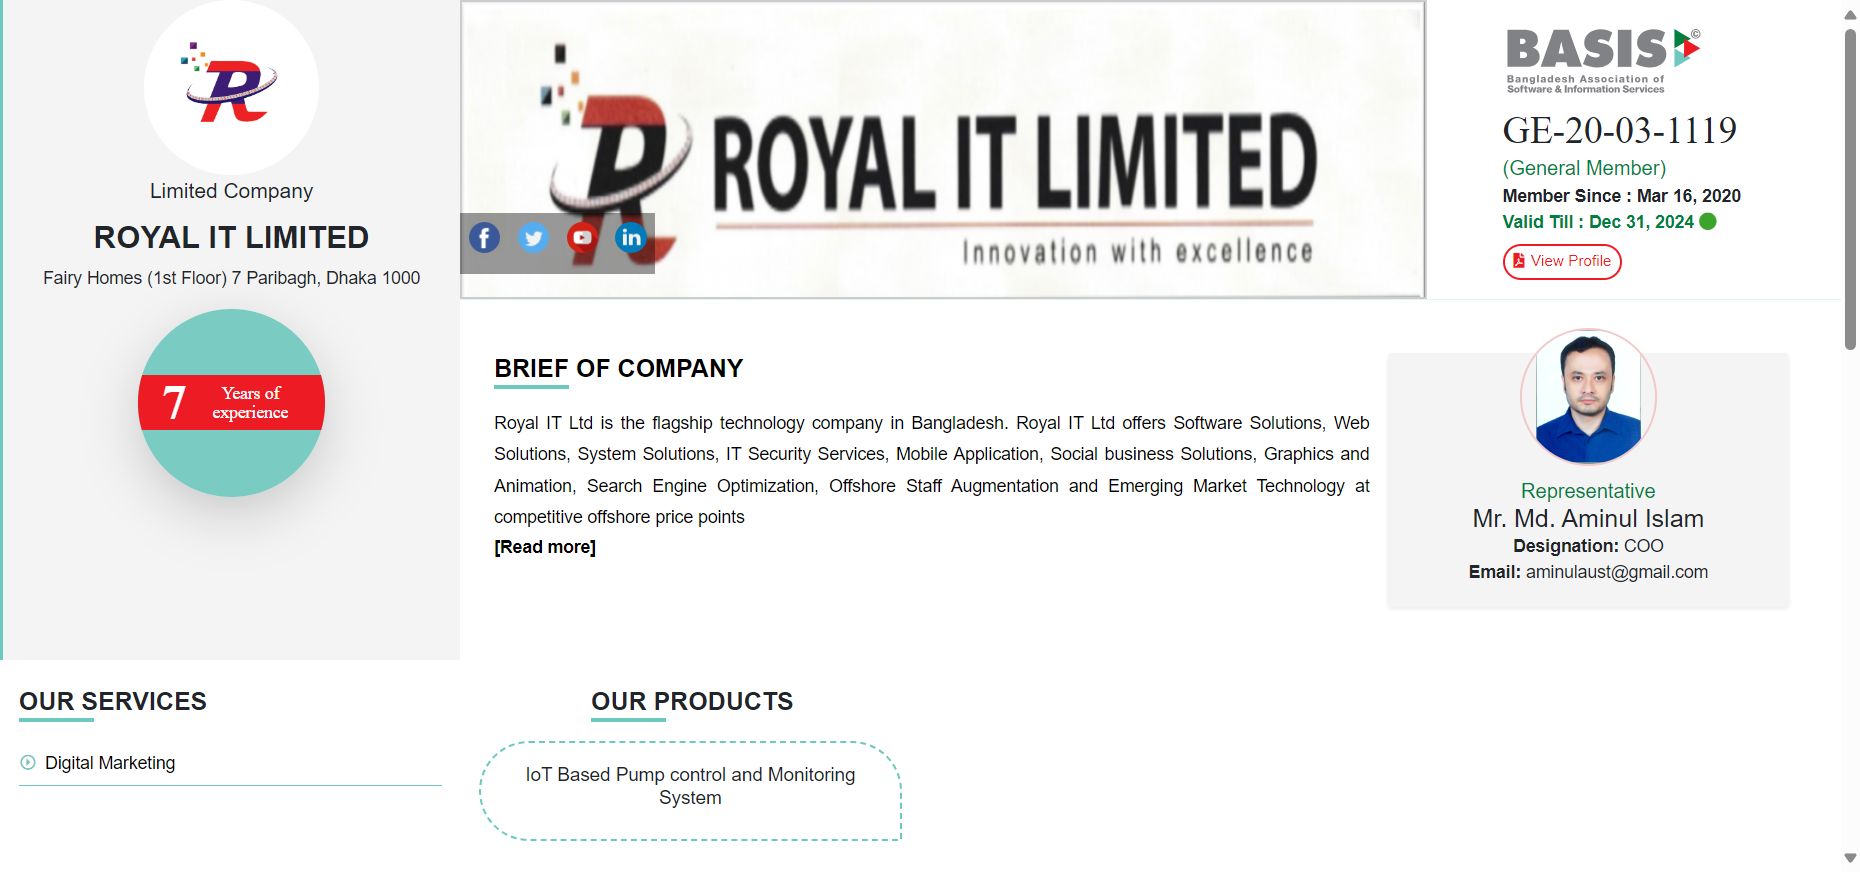 Limited Company
ROYAL IT LIMITED
Fairy Homes (1st Floor) 7 Paribagh, Dhaka 1000
7 Years of
experience
R ROYAL IT LIMITED
Innovation with excellence
BASIS©
Bangladesh Association of
Software & Information Services
GE-20-03-1119
(General Member)
Member Since : Mar 16, 2020
Valid Till : Dec 31, 2024
View Profile
BRIEF OF COMPANY
Royal IT Ltd is the flagship technology company in Bangladesh. Royal IT Ltd offers Software Solutions, Web
Solutions, System Solutions, IT Security Services, Mobile Application, Social business Solutions, Graphics and
Animation, Search Engine Optimization, Offshore Staff Augmentation and Emerging Market Technology at
competitive offshore price points
[Read more]
Representative
Mr. Md. Aminul Islam
Designation: COO
Email: aminulaust@gmail.com
OUR SERVICES
Digital Marketing
OUR PRODUCTS
IoT Based Pump control and Monitoring
System